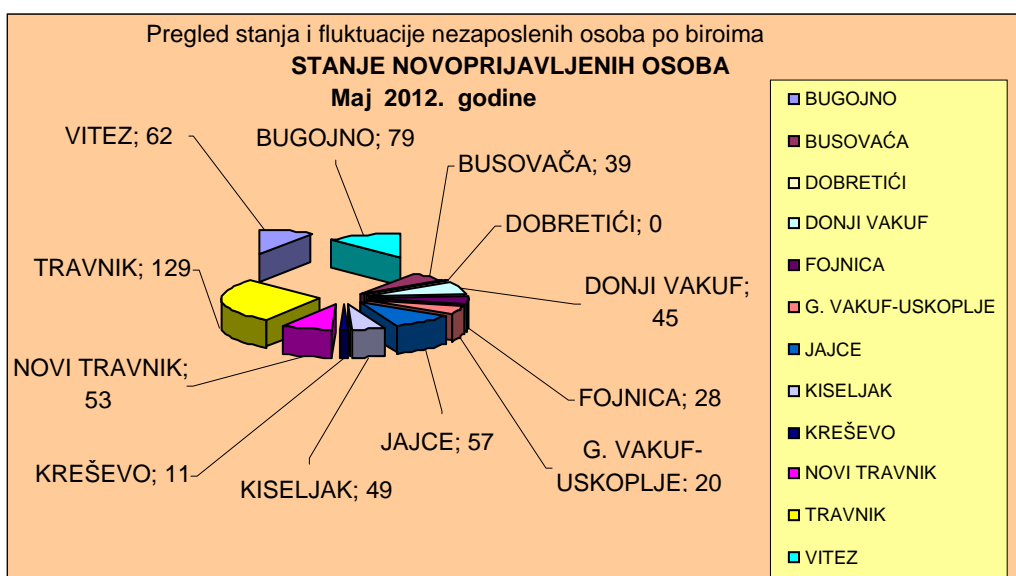 Pregled stanja i fluktuacije nezaposlenih osoba po biroima
STANJE NOVOPRIJAVLJENIH OSOBA
Maj 2012. godine
VITEZ; 62
BUGOJNO; 79
BUSOVAČA; 39
DOBRETIĆI; 0
TRAVNIK; 129
DONJI VAKUF;
45
NOVI TRAVNIK;
53
FOJNICA; 28
JAJCE; 57
G. VAKUF-
USKOPLJE; 20
KREŠEVO; 11
KISELJAK; 49
BUGOJNO
BUSOVAĆA
DOBRETIĆI
DONJI VAKUF
FOJNICA
G. VAKUF-USKOPLJE
JAJCE
KISELJAK
KREŠEVO
NOVI TRAVNIK
TRAVNIK
VITEZ